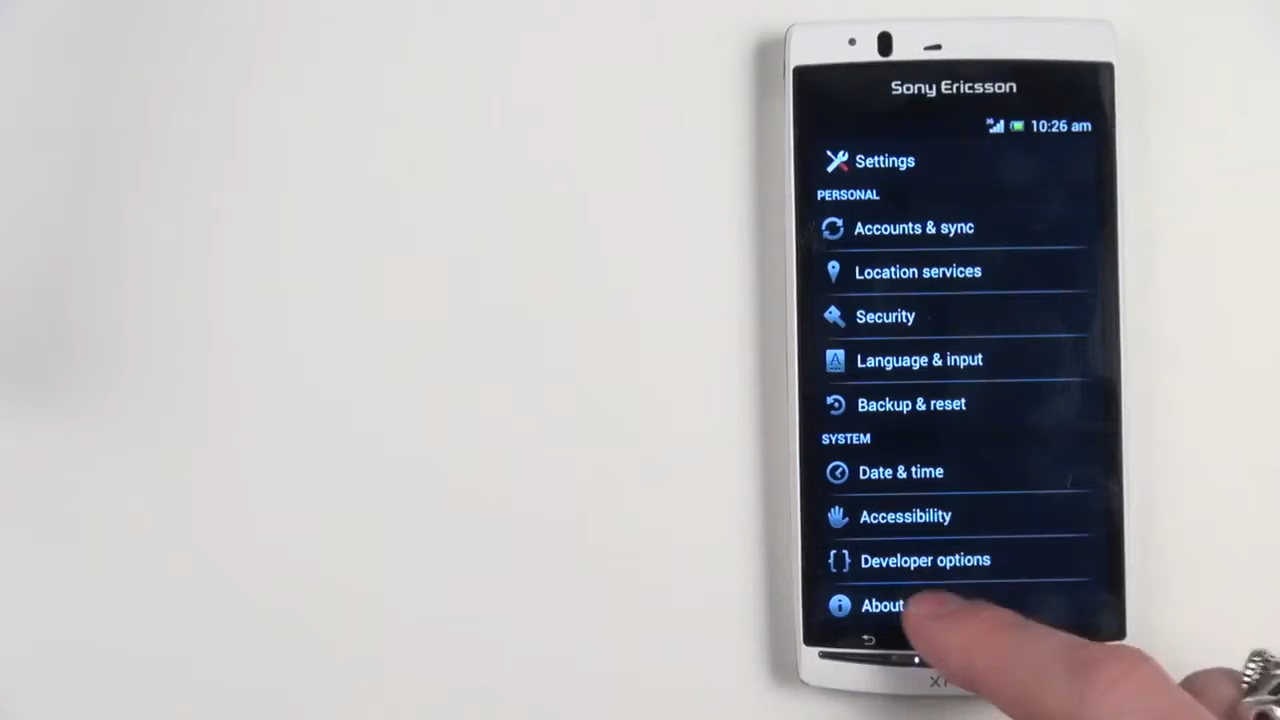 Sony Ericsson
3G 10:26 am
Settings
PERSONAL
Accounts & sync
Location services
Security
Language & input
Backup & reset
SYSTEM
Date & time
Accessibility
Developer options
About